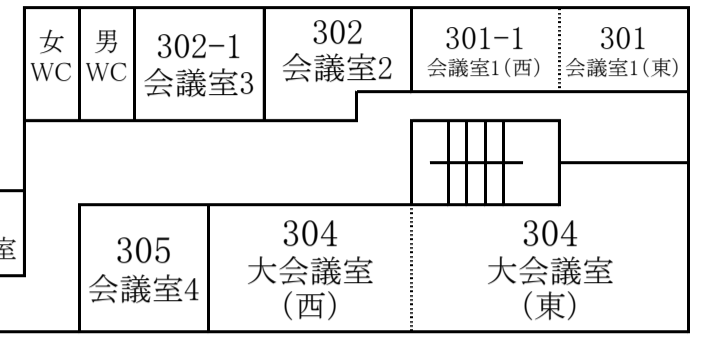 女
WC
男
WC
302-1
会議室3
302
会議室2
301-1
会議室1(西)
301
会議室1(東)
室
305
会議室4
304
大会議室
(西)
304
大会議室
(東)